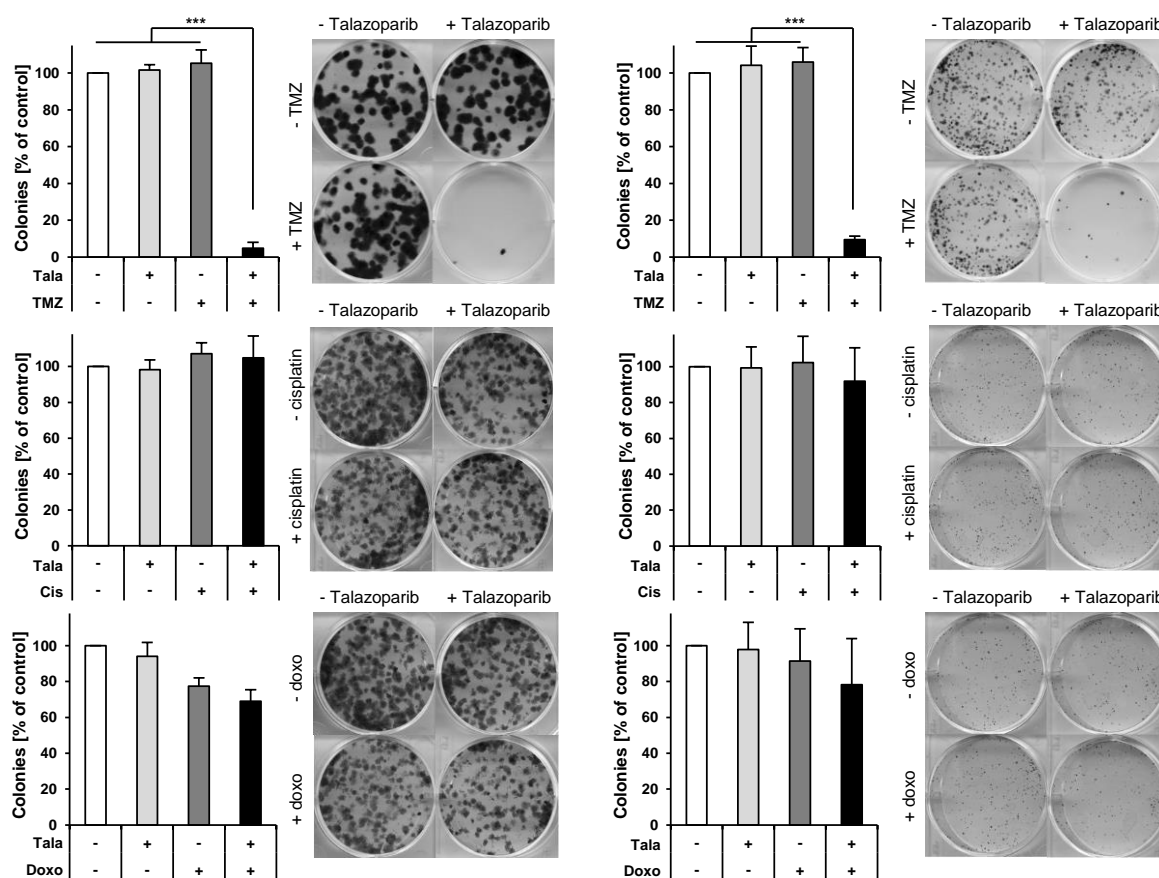 ***
- Talazoparib + Talazoparib
Colonies [% of control]
100
80
60
40
20
0
- TMZ
+ TMZ
Tala - + - +
TMZ - - + +
***
- Talazoparib + Talazoparib
Colonies [% of control]
100
80
60
40
20
0
- TMZ
+ TMZ
Tala - + - +
TMZ - - + +
- Talazoparib + Talazoparib
Colonies [% of control]
100
80
60
40
20
0
- cisplatin
+ cisplatin
Tala - + - +
Cis - - + +
- Talazoparib + Talazoparib
Colonies [% of control]
100
80
60
40
20
0
- cisplatin
+ cisplatin
Tala - + - +
Cis - - + +
- Talazoparib + Talazoparib
Colonies [% of control]
100
80
60
40
20
0
- doxo
+ doxo
Tala - + - +
Doxo - - + +
- Talazoparib + Talazoparib
Colonies [% of control]
100
80
60
40
20
0
- doxo
+ doxo
Tala - + - +
Doxo - - + +